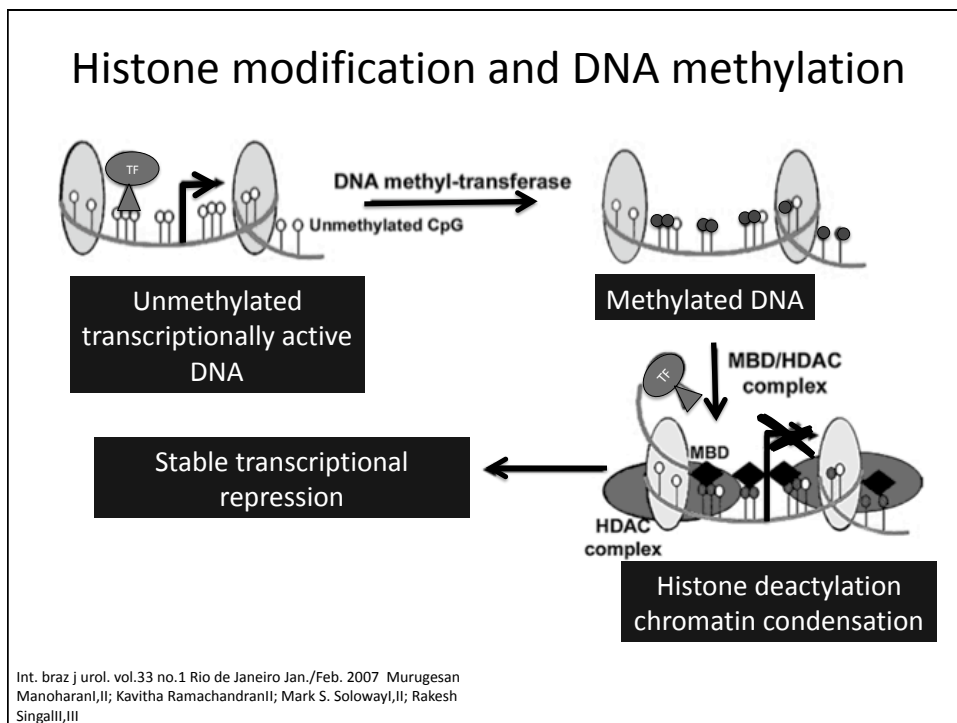 Histone modification and DNA methylation
TF
DNA methyl-transferase
Unmethylated CpG
Unmethylated
transcriptionally active
DNA
Methylated DNA
MBD/HDAC
complex
TF
MBD
Stable transcriptional
repression
HDAC
complex
Histone deactylation
chromatin condensation
Int. braz j urol. vol.33 no.1 Rio de Janeiro Jan./Feb. 2007 Murugesan
ManoharanI,II; Kavitha RamachandranII; Mark S. SolowayI,II; Rakesh
SingalII,III